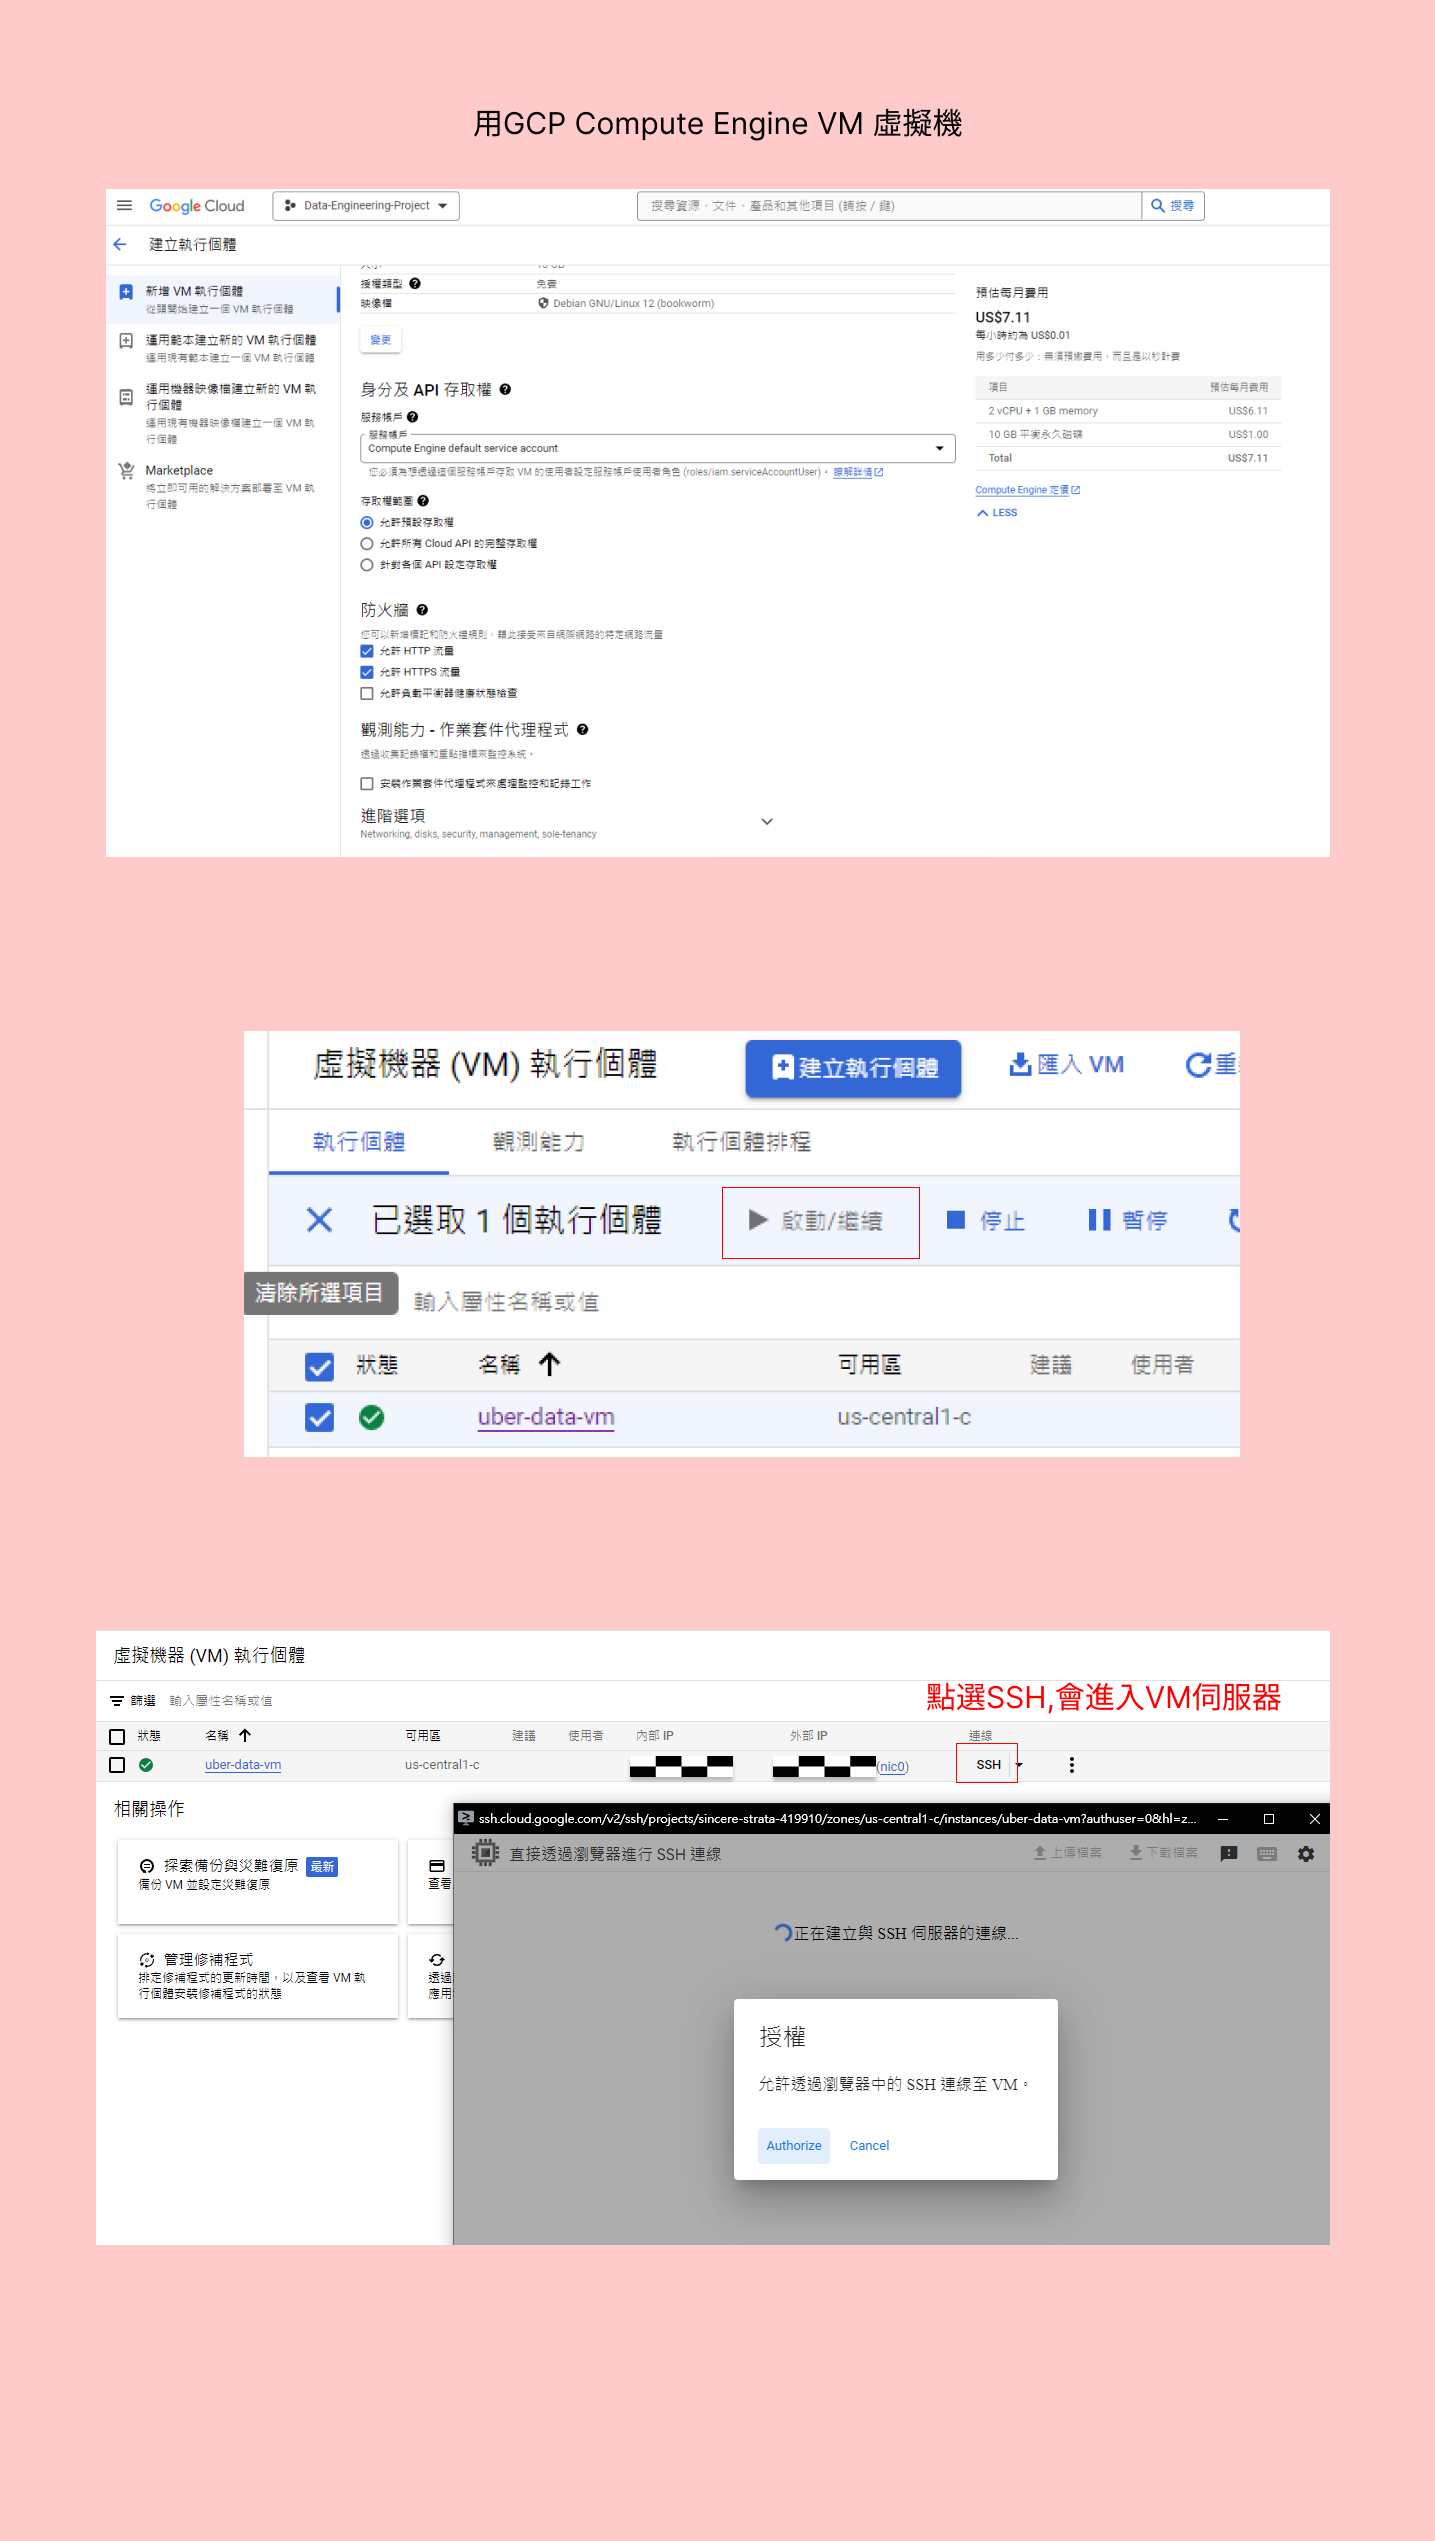 用GCP Compute Engine VM 虛擬機
Google Cloud
Data-Engineering-Project
搜尋資源、文件、產品和其他項目 (請按 / 鍵)
搜尋
建立執行個體
新增 VM 執行個體
從頭開始建立一個 VM 執行個體
運用範本建立新的 VM 執行個體
運用現有範本建立一個 VM 執行個體
運用機器映像檔建立新的 VM 執
行個體
運用現有機器映像檔建立一個 VM 執
行個體
Marketplace
將立即可用的解決方案部署至 VM 執
行個體
授權類型 免費
映像檔 Debian GNU/Linux 12 (bookworm)
變更
身分及 API 存取權
服務帳戶
服務帳戶
Compute Engine default service account
您必須為想透過這個服務帳戶存取 VM 的使用者設定服務帳戶使用者角色 (roles/iam.serviceAccountUser)。 瞭解詳情
存取權範圍
允許預設存取權
允許所有 Cloud API 的完整存取權
針對各個 API 設定存取權
防火牆
您可以新增標記和防火牆規則，藉此接受來自網際網路的特定網路流量
允許 HTTP 流量
允許 HTTPS 流量
允許負載平衡器健康狀態檢查
觀測能力 - 作業套件代理程式
透過收集記錄檔和重點指標來監控系統。
安裝作業套件代理程式來處理監控和記錄工作
進階選項
Networking, disks, security, management, sole-tenancy
預估每月費用
US$7.11
每小時約為 US$0.01
用多少付多少：無須預繳費用，而且是以秒計費
項目 預估每月費用
2 vCPU + 1 GB memory US$6.11
10 GB 平衡永久磁碟 US$1.00
Total US$7.11
Compute Engine 定價
LESS
虛擬機器 (VM) 執行個體
建立執行個體
匯入 VM
執行個體 觀測能力 執行個體排程
已選取 1 個執行個體
啟動/繼續
停止
暫停
清除所選項目
輸入屬性名稱或值
狀態 名稱 可用區 建議 使用者
uber-data-vm us-central1-c
虛擬機器 (VM) 執行個體
點選SSH,會進入VM伺服器
篩選 輸入屬性名稱或值
狀態 名稱 可用區 建議 使用者 內部 IP 外部 IP 連線
uber-data-vm us-central1-c (nic0) SSH
相關操作
探索備份與災難復原 最新
備份 VM 並設定災難復原
查看
管理修補程式
排定修補程式的更新時間，以及查看 VM 執
行個體安裝修補程式的狀態
透過
應用
ssh.cloud.google.com/v2/ssh/projects/sincere-strata-419910/zones/us-central1-c/instances/uber-data-vm?authuser=0&hl=z...
直接透過瀏覽器進行 SSH 連線
上傳檔案
下載檔案
正在建立與 SSH 伺服器的連線...
授權
允許透過瀏覽器中的 SSH 連線至 VM。
Authorize
Cancel